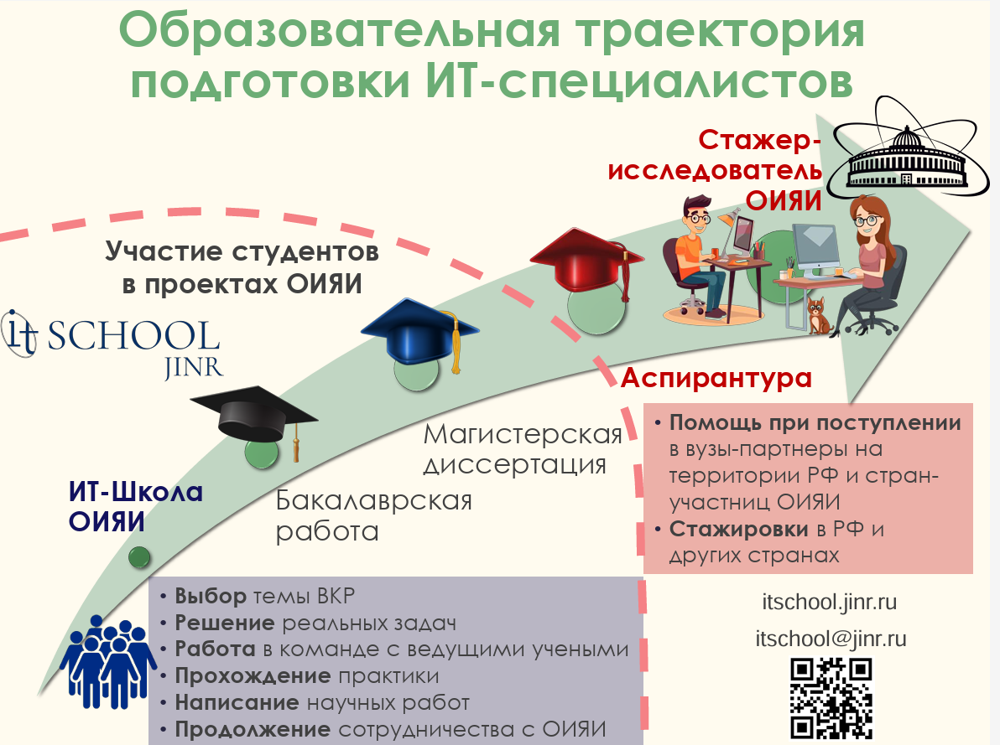 Образовательная траектория
подготовки ИТ-специалистов
Стажер-
исследователь
ОИЯИ
Участие студентов
в проектах ОИЯИ
it SCHOOL
JINR
Аспирантура
Магистерская
диссертация
ИТ-Школа
ОИЯИ
Бакалаврская
работа
• Помощь при поступлении
в вузы-партнеры на
территории РФ и стран-
участниц ОИЯИ
• Стажировки в РФ и
других странах
• Выбор темы ВКР
• Решение реальных задач
• Работа в команде с ведущими учеными
• Прохождение практики
• Написание научных работ
• Продолжение сотрудничества с ОИЯИ
itschool.jinr.ru
itschool@jinr.ru